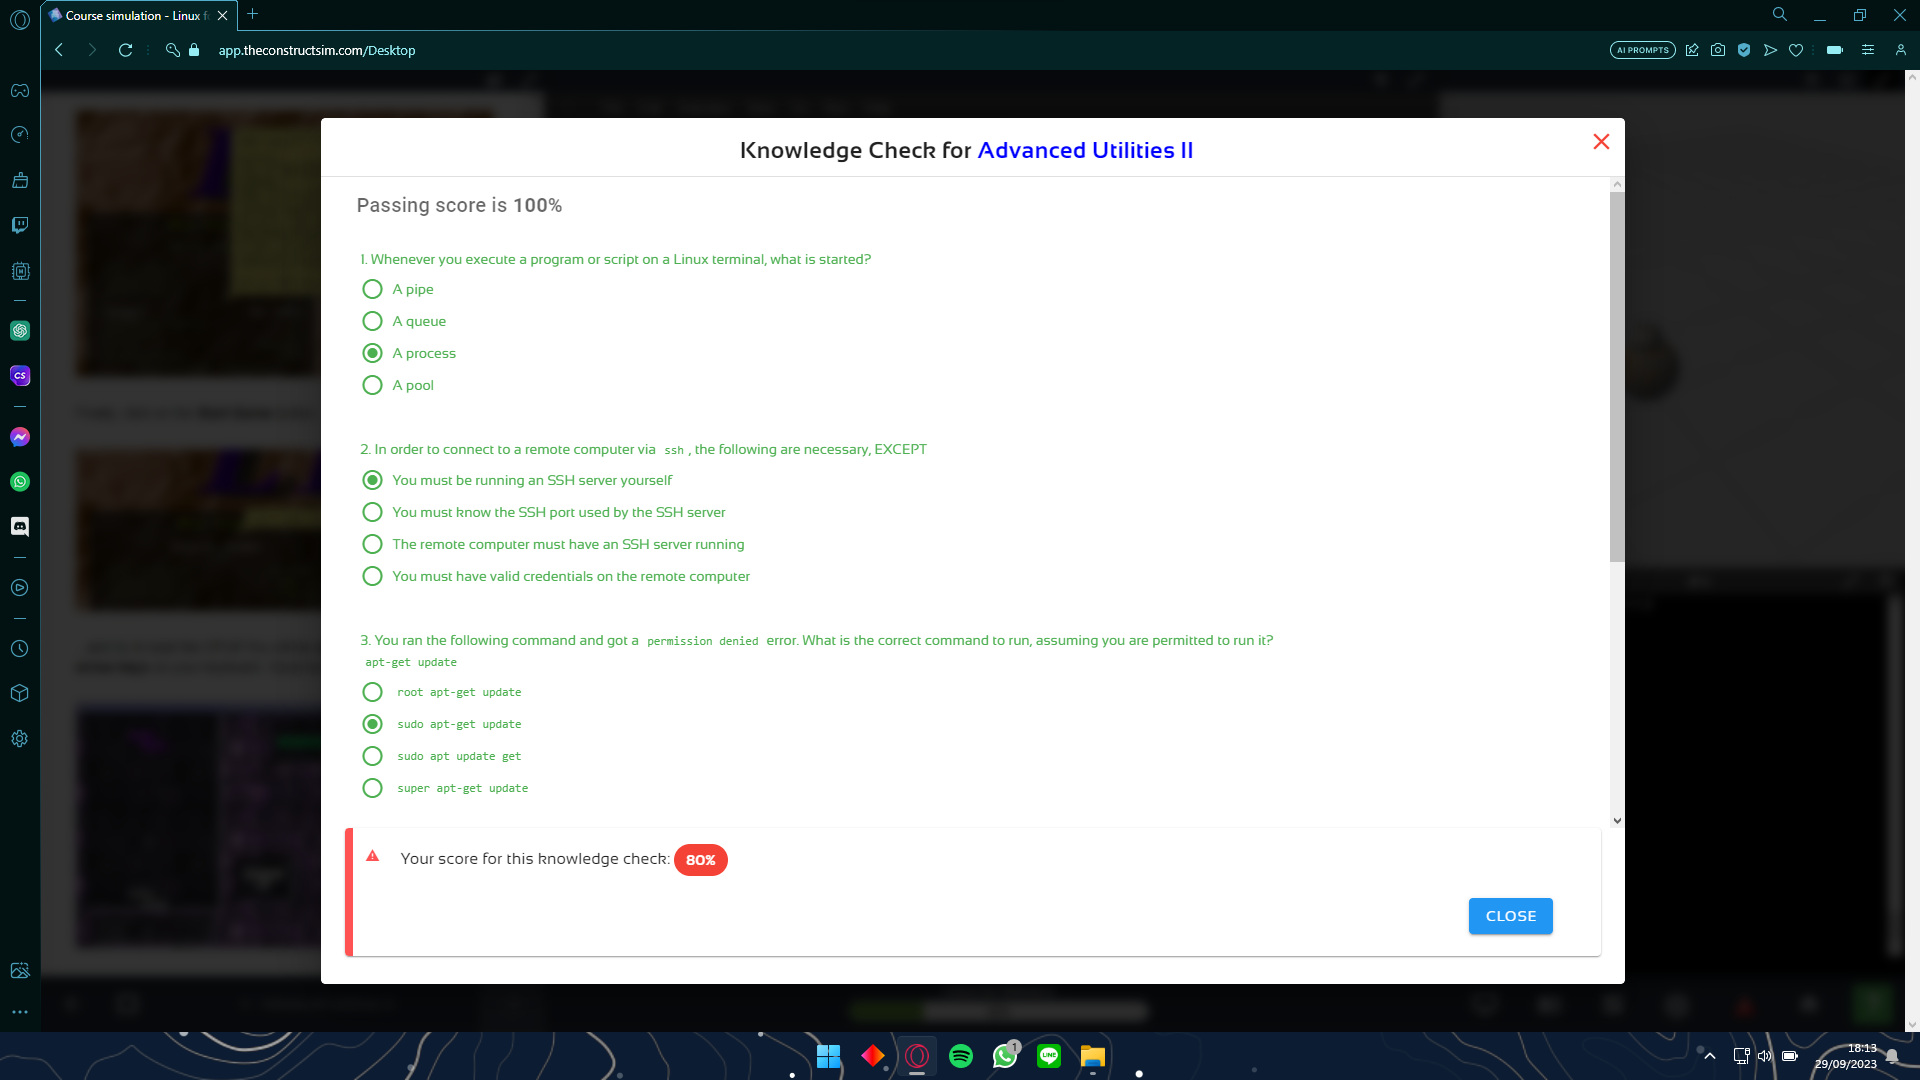 Course simulation - Linux f
app.theconstructsim.com/Desktop
AI PROMPTS
CS
Knowledge Check for Advanced Utilities II
Passing score is 100%
1. Whenever you execute a program or script on a Linux terminal, what is started?
A pipe
A queue
A process
A pool
2. In order to connect to a remote computer via ssh , the following are necessary, EXCEPT
You must be running an SSH server yourself
You must know the SSH port used by the SSH server
The remote computer must have an SSH server running
You must have valid credentials on the remote computer
3. You ran the following command and got a permission denied error. What is the correct command to run, assuming you are permitted to run it?
apt-get update
root apt-get update
sudo apt-get update
sudo apt update get
super apt-get update
Your score for this knowledge check: 80%
CLOSE
LINE
1
18:13
29/09/2023